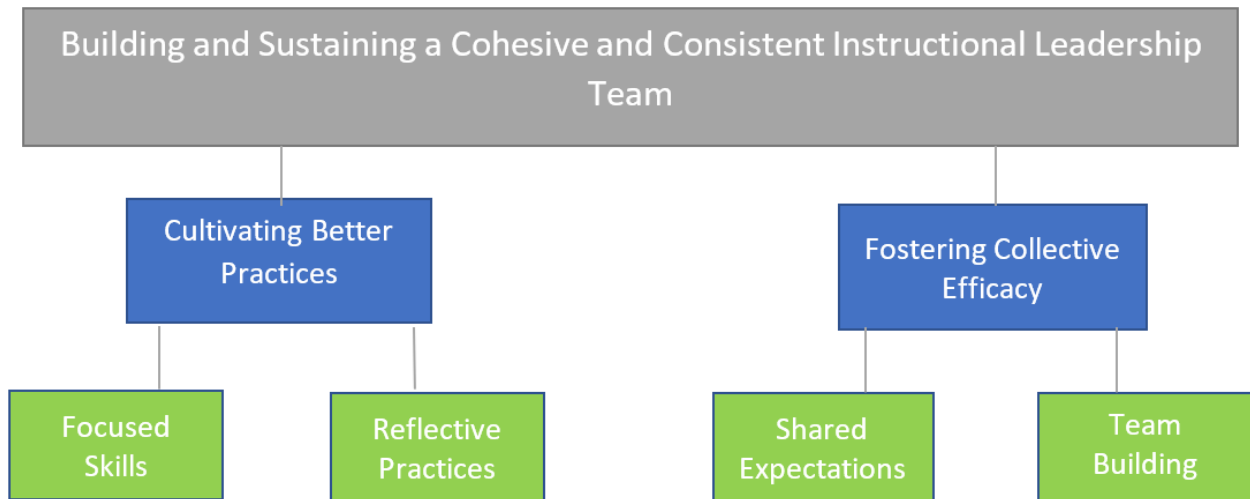 Building and Sustaining a Cohesive and Consistent Instructional Leadership
Team
Cultivating Better
Practices
Fostering Collective
Efficacy
Focused
Skills
Reflective
Practices
Shared
Expectations
Team
Building